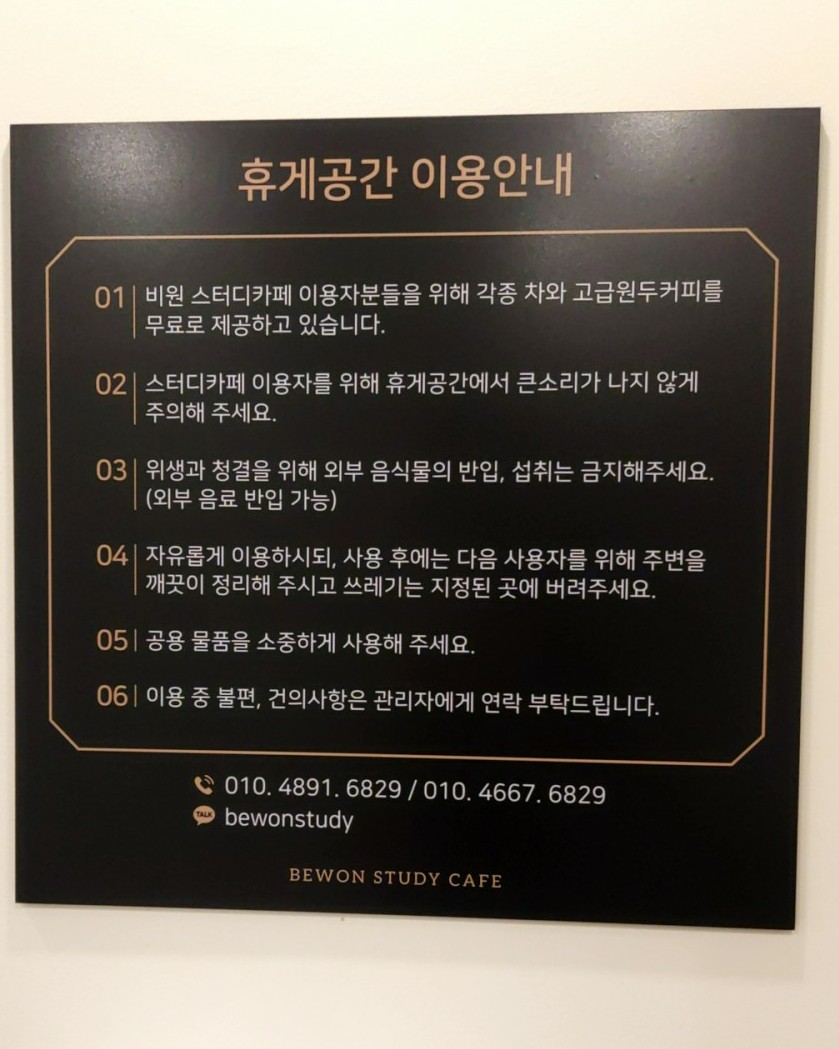 휴게공간 이용안내
01 비원 스터디카페 이용자분들을 위해 각종 차와 고급원두커피를
무료로 제공하고 있습니다.
02 스터디카페 이용자를 위해 휴게공간에서 큰소리가 나지 않게
주의해 주세요.
03 위생과 청결을 위해 외부 음식물의 반입, 섭취는 금지해주세요.
(외부 음료 반입 가능)
04 자유롭게 이용하시되, 사용 후에는 다음 사용자를 위해 주변을
깨끗이 정리해 주시고 쓰레기는 지정된 곳에 버려주세요.
05 공용 물품을 소중하게 사용해 주세요.
06 이용 중 불편, 건의사항은 관리자에게 연락 부탁드립니다.
010. 4891. 6829 / 010. 4667. 6829
TALK bewonstudy
BEWON STUDY CAFE